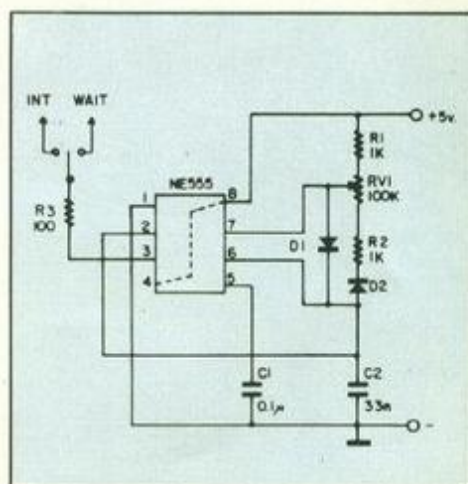 INT WAIT
R3
100
NE555
1
2
3
4
8
7
6
5
+5v.
R1
1K
RV1
100K
D1
R2
1K
D2
C1
0.1μ
C2
33n
-